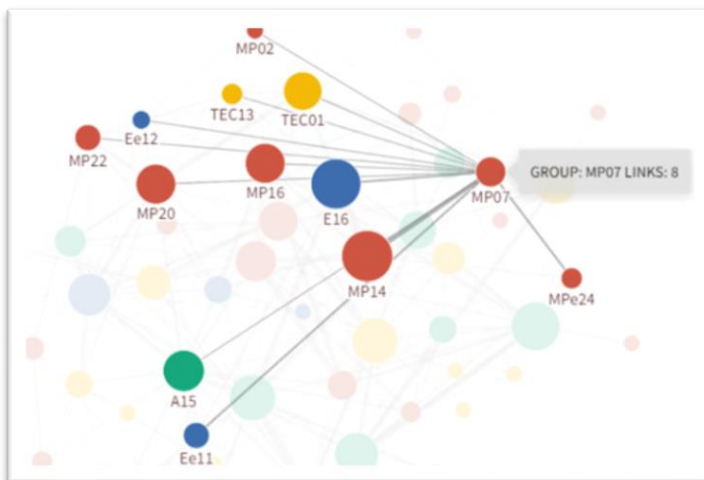 MP02
TEC13
TEC01
Ee12
MP22
MP16
MP20
E16
MP07
GROUP: MP07 LINKS: 8
MP14
MPe24
A15
Ee11